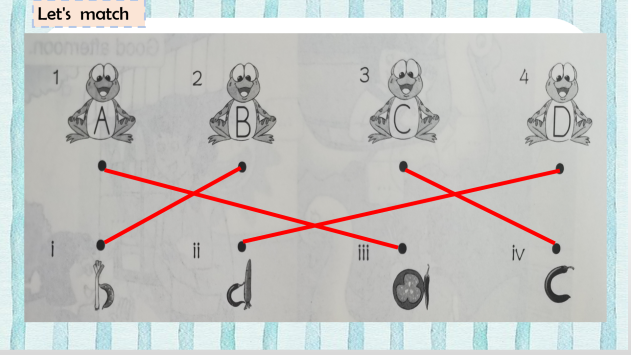 Let's match
1 2 3 4
A B C D
i ii iii iv
b d a c